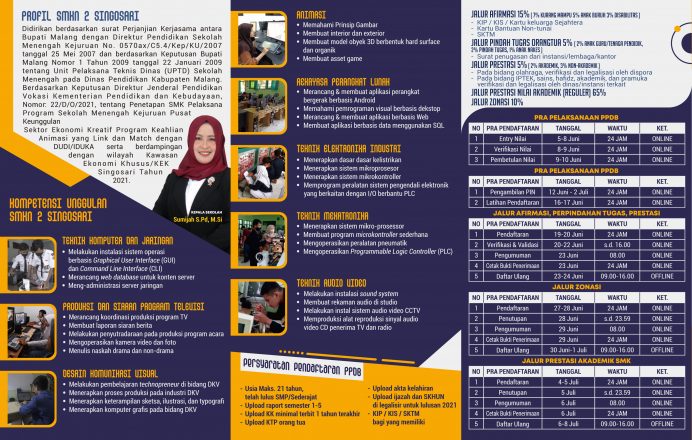 PROFIL SMKN 2 SINGOSARI
Didirikan berdasarkan surat Perjanjian Kerjasama antara
Bupati Malang dengan Direktur Pendidikan Sekolah
Menengah Kejuruan No. 0570ax/C5.4/Kep/KU/2007
tanggal 25 Mei 2007 dan berdasarkan Keputusan Bupati
Malang Nomor 1 Tahun 2009 tanggal 22 Januari 2009
tentang Unit Pelaksana Teknis Dinas (UPTD) Sekolah
Menengah pada Dinas Pendidikan Kabupaten Malang,
Berdasarkan Keputusan Direktur Jenderal Pendidikan
Vokasi Kementerian Pendidikan dan Kebudayaan,
Nomor: 22/D/O/2021, tentang Penetapan SMK Pelaksana
Program Sekolah Menengah Kejuruan Pusat
Keunggulan
Sektor Ekonomi Kreatif Program Keahlian
Animasi yang Link dan Match dengan
DUDI/IDUKA serta berdampingan
dengan wilayah Kawasan
Ekonomi Khusus/KEK
Singosari Tahun
2021.
KEPALA SEKOLAH
Sumijah S.Pd, M.Si
KOMPETENSI UNGGULAN
SMKN 2 SINGOSARI
TEKNIK KOMPUTER DAN JARINGAN
• Melakukan instalasi sistem operasi
berbasis Graphical User Interface (GUI)
dan Command Line Interface (CLI)
• Merancang web database untuk konten server
• Meng-administrasi server jaringan
PRODUKSI DAN SIARAN PROGRAM TELEVISI
• Merancang koordinasi produksi program TV
• Membuat laporan siaran berita
• Melakukan penyutradaraan pada produksi program acara
• Mengoperasikan kamera video dan foto
• Menulis naskah drama dan non-drama
DESAIN KOMUNIKASI VISUAL
• Melakukan pembelajaran technopreneur di bidang DKV
• Menerapkan proses produksi pada industri DKV
• Menerapkan keterampilan sketsa, ilustrasi, dan typografi
• Menerapkan komputer grafis pada bidang DKV
ANIMASI
• Memahami Prinsip Gambar
• Membuat interior dan exterior
• Membuat model obyek 3D berbentuk hard surface
dan organik
• Membuat asset game
REKAYASA PERANGKAT LUNAK
• Merancang & membuat aplikasi perangkat
bergerak berbasis Android
• Memahami pemrograman visual berbasis dekstop
• Merancang & membuat aplikasi berbasis Web
• Membuat aplikasi berbasis data menggunakan SQL
TEKNIK ELEKTRONIKA INDUSTRI
• Menerapkan dasar dasar kelistrikan
• Menerapkan sistem mikroprosesor
• Menerapkan sistem mikrokontroler
• Memprogram peralatan sistem pengendali elektronik
yang berkaitan dengan I/O berbantu PLC
TEKNIK MEKATRONIKA
• Menerapkan sistem mikro-prosessor
• Membuat program microkontroller sederhana
• Mengoperasikan peralatan pneumatik
• Mengoperasikan Programmable Logic Controller (PLC)
TEKNIK AUDIO VIDEO
• Melakukan instalasi sound system
• Membuat rekaman audio di studio
• Melakukan instal sistem audio video CCTV
• Memproduksi alat reproduksi sinyal audio
video CD penerima TV dan radio
Persyaratan Pendaftaran PPDB
- Usia Maks. 21 tahun,
telah lulus SMP/Sederajat
- Upload raport semester 1-5
- Upload KK minimal terbit 1 tahun terakhir
- Upload KTP orang tua
- Upload akta kelahiran
- Upload ijazah dan SKHUN
di legalisir untuk lulusan 2021
- KIP / KIS / SKTM
bagi yang memiliki
JALUR AFIRMASI 15% ( 7% KURANG MAMPU 5% ANAK BURUH 3% DISABILITAS )
- KIP / KIS / Kartu keluarga Sejahtera
- Kartu Bantuan Non-tunai
- SKTM
JALUR PINDAH TUGAS ORANGTUA 5% ( 2% ANAK GURU/TENAGA PENDIDIK,
2% PINDAH TUGAS, 1% ANAK NAKES )
- Surat penugasan dari instansi/lembaga/kantor
JALUR PRESTASI 5% ( 2% AKADEMIK, 3% NON-AKADEMIK )
- Pada bidang olahraga, verifikasi dan legalisasi oleh dispora
- Pada bidang IPTEK, sains, hafidz, akademik, dan pramuka
verifikasi dan legalisasi oleh dinas/instansi terkait
JALUR PRESTASI NILAI AKADEMIK (REGULER) 65%
JALUR ZONASI 10%
PRA PELAKSANAAN PPDB
NO PRA PENDAFTARAN TANGGAL WAKTU KET.
1 Entry Nilai 5-8 Juni 24 JAM ONLINE
2 Verifikasi Nilai 8-9 Juni 24 JAM ONLINE
3 Pembetulan Nilai 9-10 Juni 24 JAM ONLINE
PRA PELAKSANAAN PPDB
NO PRA PENDAFTARAN TANGGAL WAKTU KET.
1 Pengambilan PIN 12 Juni - 2 Juli 24 JAM ONLINE
2 Latihan Pendaftaran 16-17 Juni 24 JAM ONLINE
JALUR AFIRMASI, PERPINDAHAN TUGAS, PRESTASI
NO PRA PENDAFTARAN TANGGAL WAKTU KET.
1 Pendaftaran 19-20 Juni 24 JAM ONLINE
2 Verifikasi & Validasi 20-22 Juni s.d. 16.00 ONLINE
3 Pengumuman 23 Juni 08.00 ONLINE
4 Cetak Bukti Penerimaan 23 Juni 24 JAM ONLINE
5 Daftar Ulang 23-24 Juni 09.00-16.00 OFFLINE
JALUR ZONASI
NO PRA PENDAFTARAN TANGGAL WAKTU KET.
1 Pendaftaran 27-28 Juni 24 JAM ONLINE
2 Penutupan 28 Juni s.d. 23.59 ONLINE
3 Pengumuman 29 Juni 08.00 ONLINE
4 Cetak Bukti Penerimaan 29 Juni 24 JAM ONLINE
5 Daftar Ulang 30 Juni-1 Juli 09.00-16.00 OFFLINE
JALUR PRESTASI AKADEMIK SMK
NO PRA PENDAFTARAN TANGGAL WAKTU KET.
1 Pendaftaran 4-5 Juli 24 JAM ONLINE
2 Penutupan 5 Juli s.d. 23.59 ONLINE
3 Pengumuman 6 Juli 08.00 ONLINE
4 Cetak Bukti Penerimaan 6 Juli 24 JAM ONLINE
5 Daftar Ulang 6-8 Juli 09.00-16.00 OFFLINE